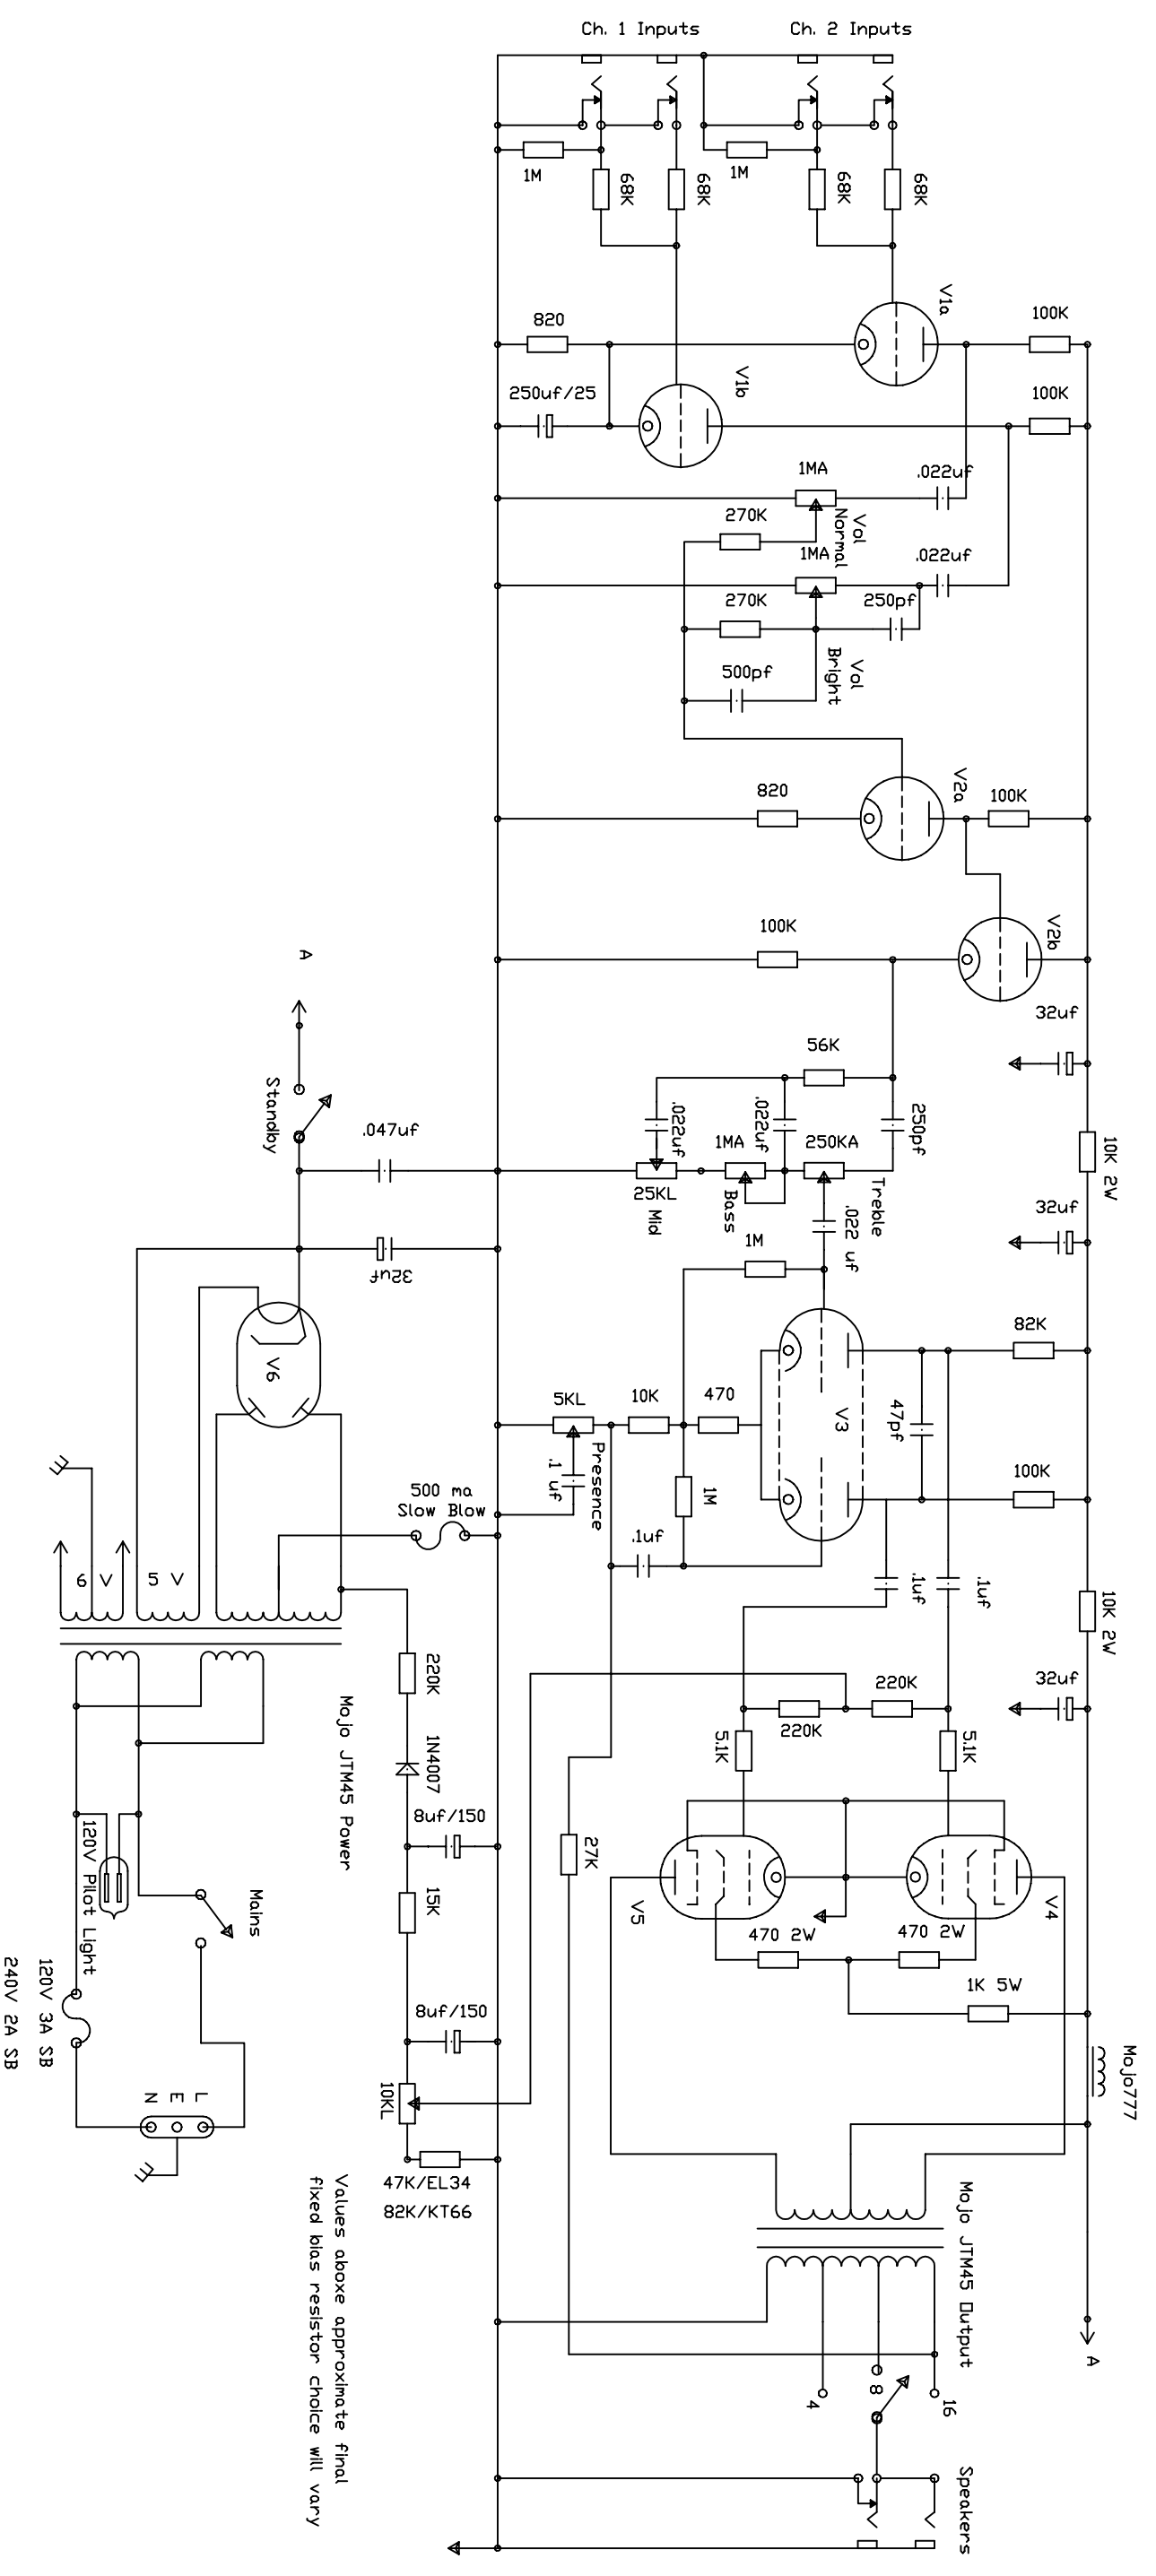 Ch. 1 Inputs
Ch. 2 Inputs
1M
68K
68K
1M
68K
68K
V1a
100K
820
V1b
100K
250uf/25
1MA
.022uf
Vol
Normal
270K
1MA
.022uf
270K
250pf
Vol
Bright
500pf
V2a
820
100K
V2b
100K
A
32uf
56K
Standby
.047uf
.022uf
.022uf
250pf
10K 2W
1MA
250KA
25KL
Mid
Bass
Treble
.022 uf
32uf
32uf
1M
82K
V6
5KL
10K
470
V3
47pf
Presence
.1 uf
1M
100K
500 ma
Slow Blow
.1uf
.1uf
.1uf
10K 2W
6 V
5 V
220K
220K
220K
32uf
Mojo JTM45 Power
1N4007
5.1K
5.1K
8uf/150
120V Pilot Light
27K
Mains
15K
V5
V4
470 2W
470 2W
120V 3A SB
240V 2A SB
8uf/150
1K 5W
Mojo777
N E L
10KL
47K/EL34
82K/KT66
Values aboxe approximate final
fixed bias resistor choice will vary
Mojo JTM45 Output
A
4
8
16
Speakers